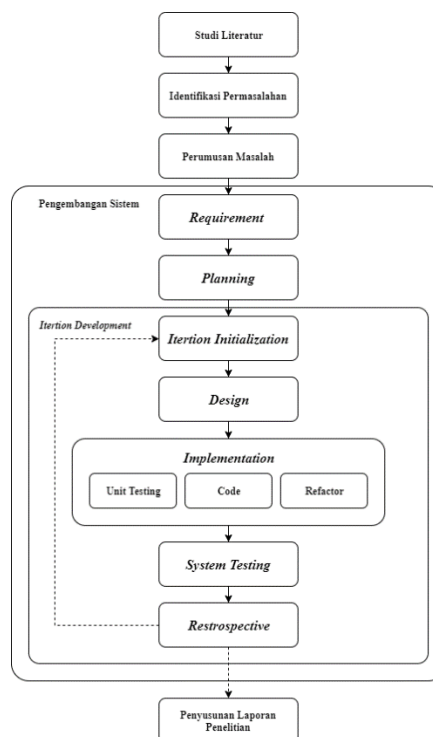 Studi Literatur
Identifikasi Permasalahan
Perumusan Masalah
Pengembangan Sistem
Requirement
Planning
Itertion Development
Itertion Initialization
Design
Implementation
Unit Testing
Code
Refactor
System Testing
Restrospective
Penyusunan Laporan
Penelitian